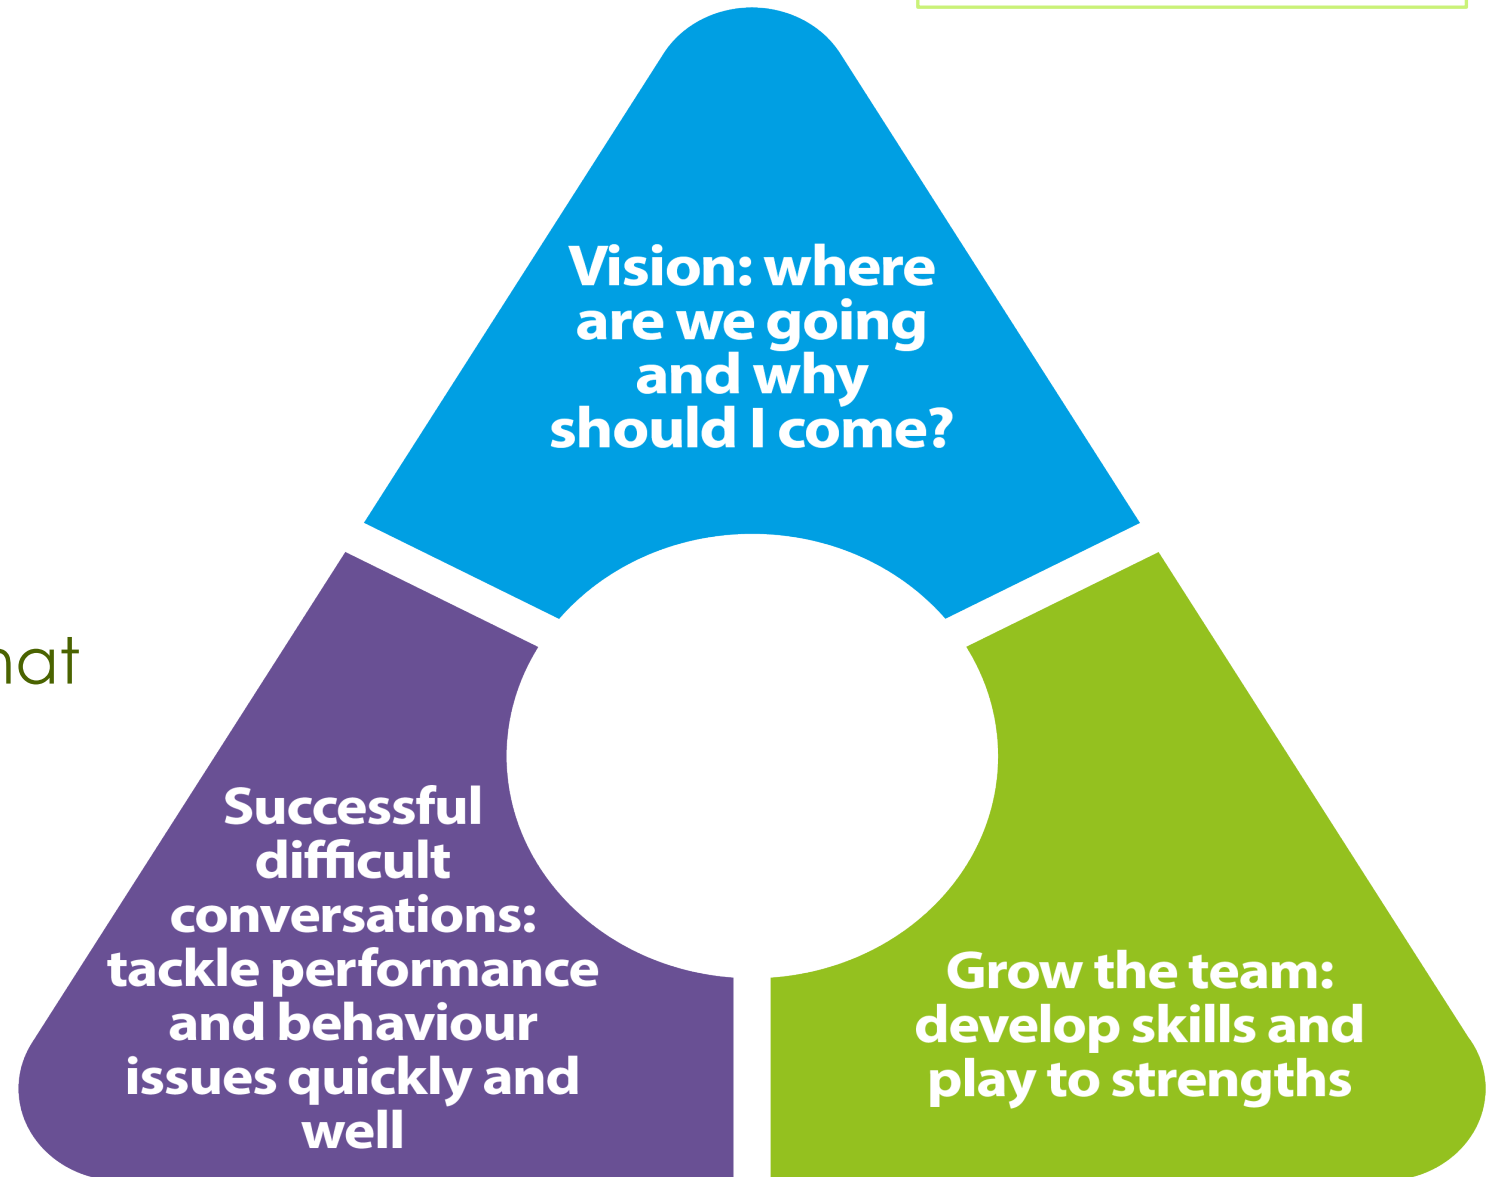 Vision: where
are we going
and why
should I come?
Successful
difficult
conversations:
tackle performance
and behaviour
issues quickly and
well
Grow the team:
develop skills and
play to strengths